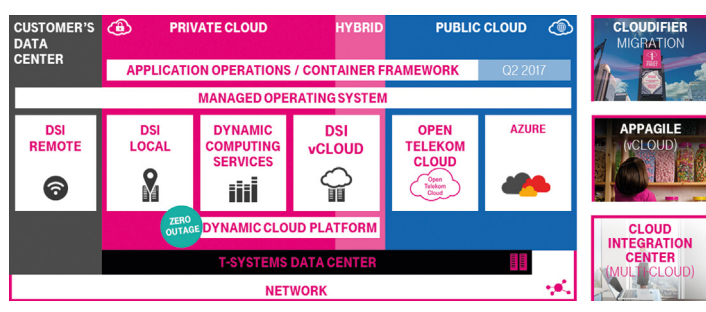 CUSTOMER'S
DATA
CENTER
PRIVATE CLOUD
HYBRID
PUBLIC CLOUD
APPLICATION OPERATIONS / CONTAINER FRAMEWORK
Q2 2017
MANAGED OPERATING SYSTEM
DSI
REMOTE
DSI
LOCAL
DYNAMIC
COMPUTING
SERVICES
DSI
vCLOUD
OPEN
TELEKOM
CLOUD
Open
Telekom
Cloud
AZURE
ZERO
OUTAGE
DYNAMIC CLOUD PLATFORM
T-SYSTEMS DATA CENTER
NETWORK
CLOUDIFIER
MIGRATION
APPAGILE
(vCLOUD)
CLOUD
INTEGRATION
CENTER
(MULTI-CLOUD)